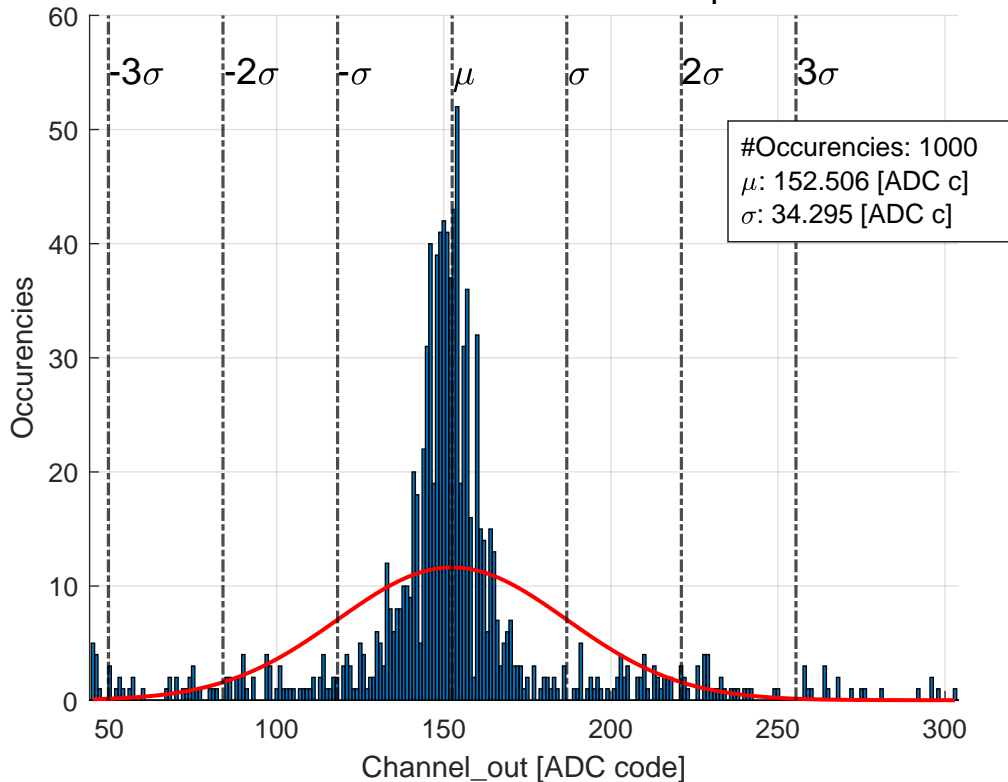 60
50
40
30
20
10
0
Occurencies
-3σ
-2σ
-σ
μ
σ
2σ
3σ
#Occurencies: 1000
μ: 152.506 [ADC c]
σ: 34.295 [ADC c]
50
100
150
200
250
300
Channel_out [ADC code]